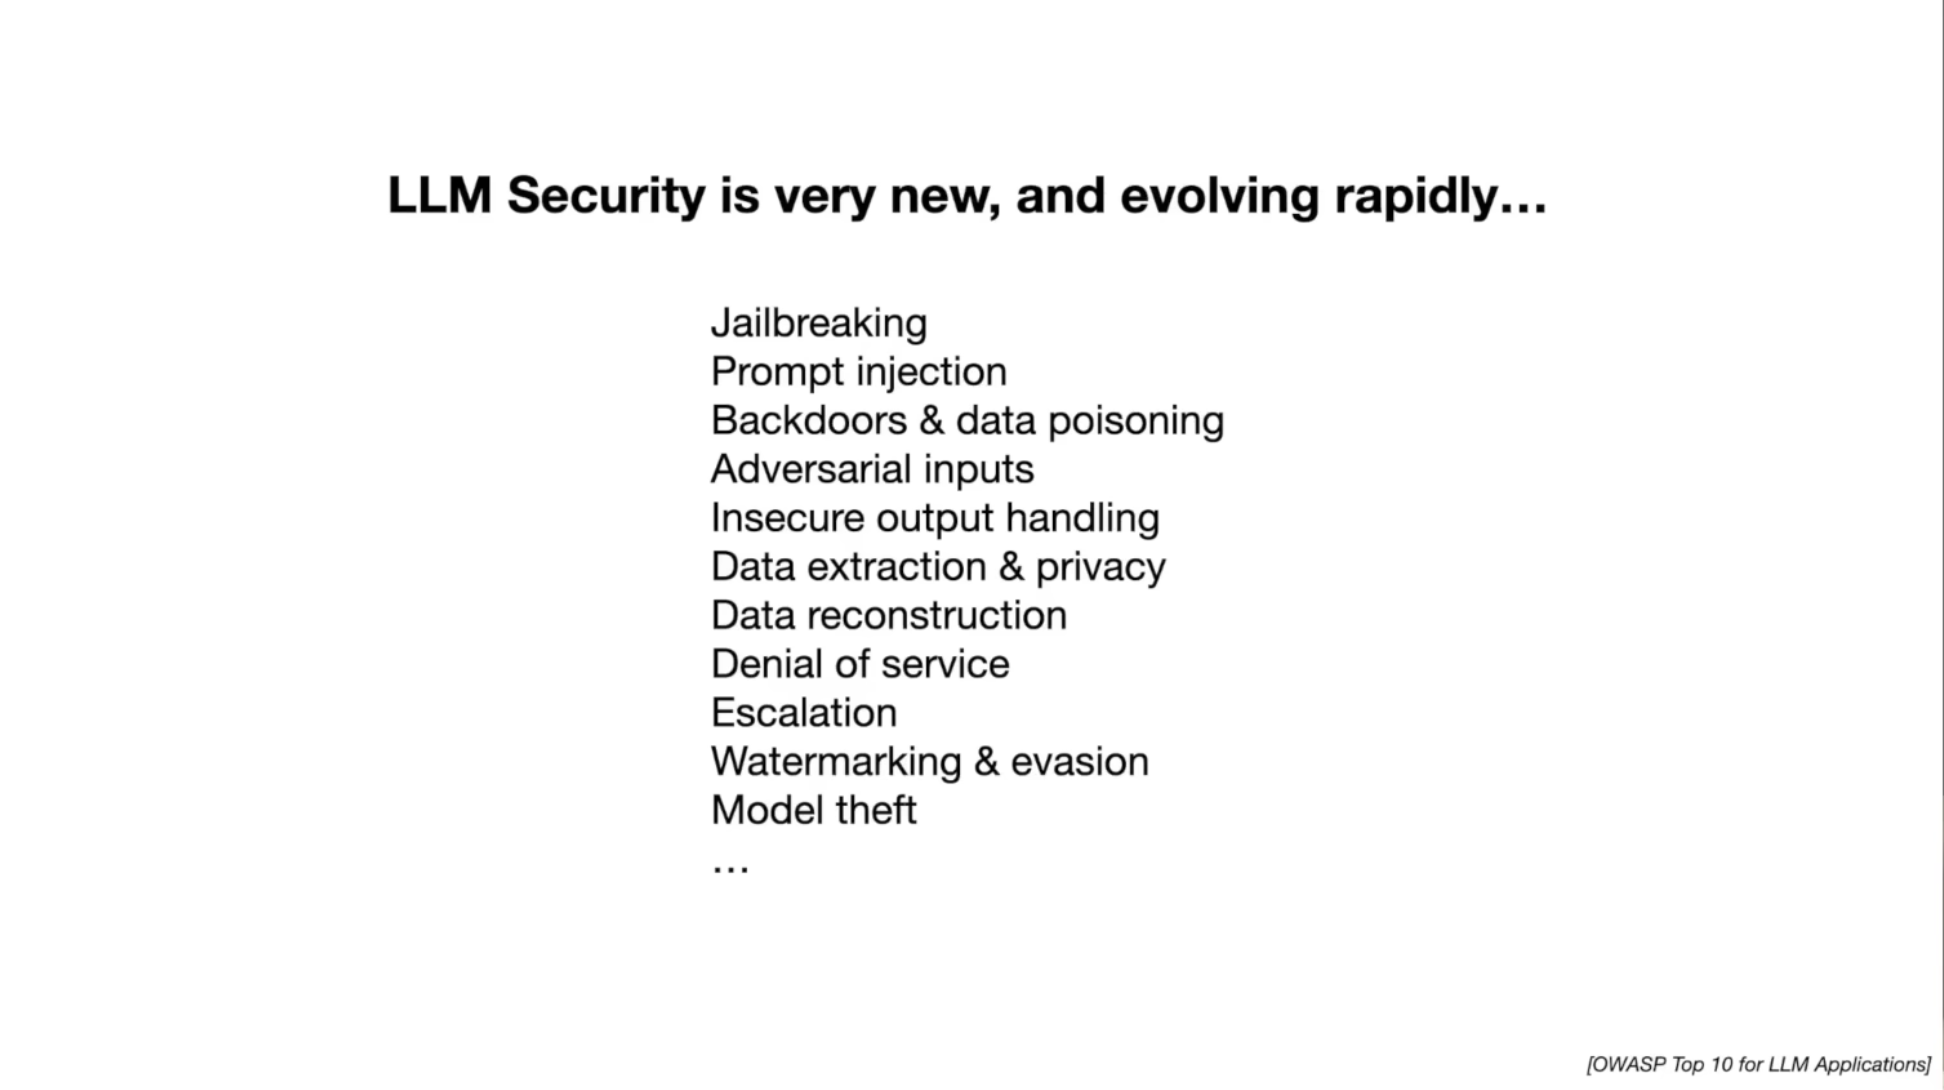 LLM Security is very new, and evolving rapidly…
Jailbreaking
Prompt injection
Backdoors & data poisoning
Adversarial inputs
Insecure output handling
Data extraction & privacy
Data reconstruction
Denial of service
Escalation
Watermarking & evasion
Model theft
…
[OWASP Top 10 for LLM Applications]